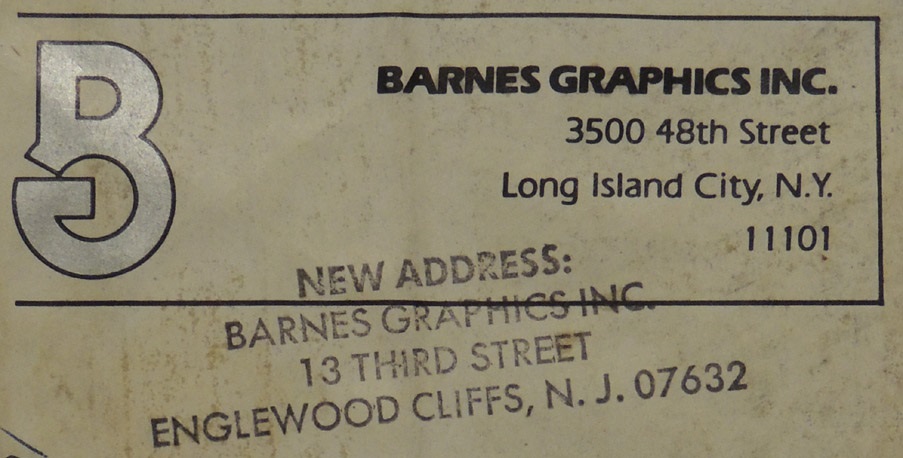 BARNES GRAPHICS INC.
3500 48th Street
Long Island City, N.Y.
11101
NEW ADDRESS:
BARNES GRAPHICS INC.
13 THIRD STREET
ENGLEWOOD CLIFFS, N. J. 07632